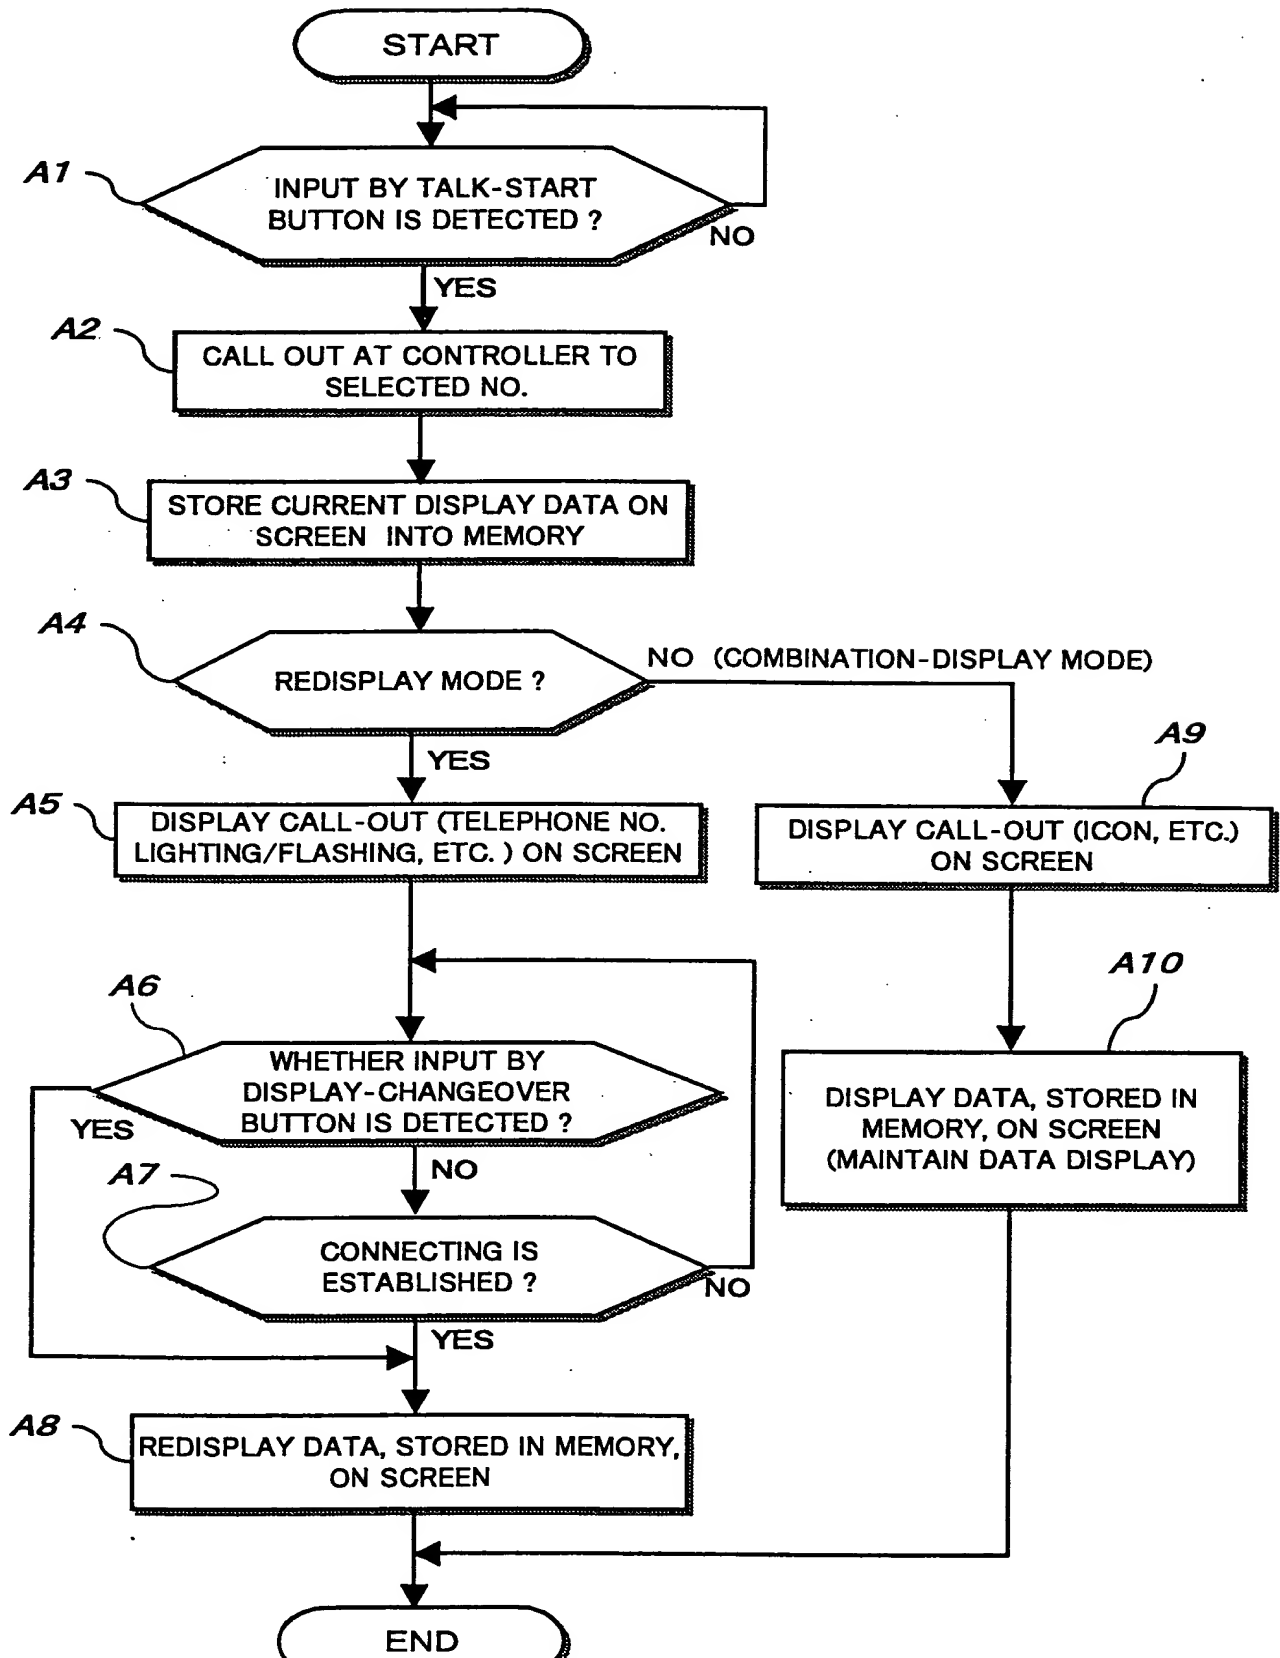 START
A1
INPUT BY TALK-START
BUTTON IS DETECTED ?
NO
YES
A2
CALL OUT AT CONTROLLER TO
SELECTED NO.
A3
STORE CURRENT DISPLAY DATA ON
SCREEN INTO MEMORY
A4
REDISPLAY MODE ?
NO (COMBINATION-DISPLAY MODE)
YES
A9
A5
DISPLAY CALL-OUT (TELEPHONE NO.
LIGHTING/FLASHING, ETC. ) ON SCREEN
DISPLAY CALL-OUT (ICON, ETC.)
ON SCREEN
A10
A6
WHETHER INPUT BY
DISPLAY-CHANGEOVER
BUTTON IS DETECTED ?
YES
NO
DISPLAY DATA, STORED IN
MEMORY, ON SCREEN
(MAINTAIN DATA DISPLAY)
A7
CONNECTING IS
ESTABLISHED ?
NO
YES
A8
REDISPLAY DATA, STORED IN MEMORY,
ON SCREEN
END